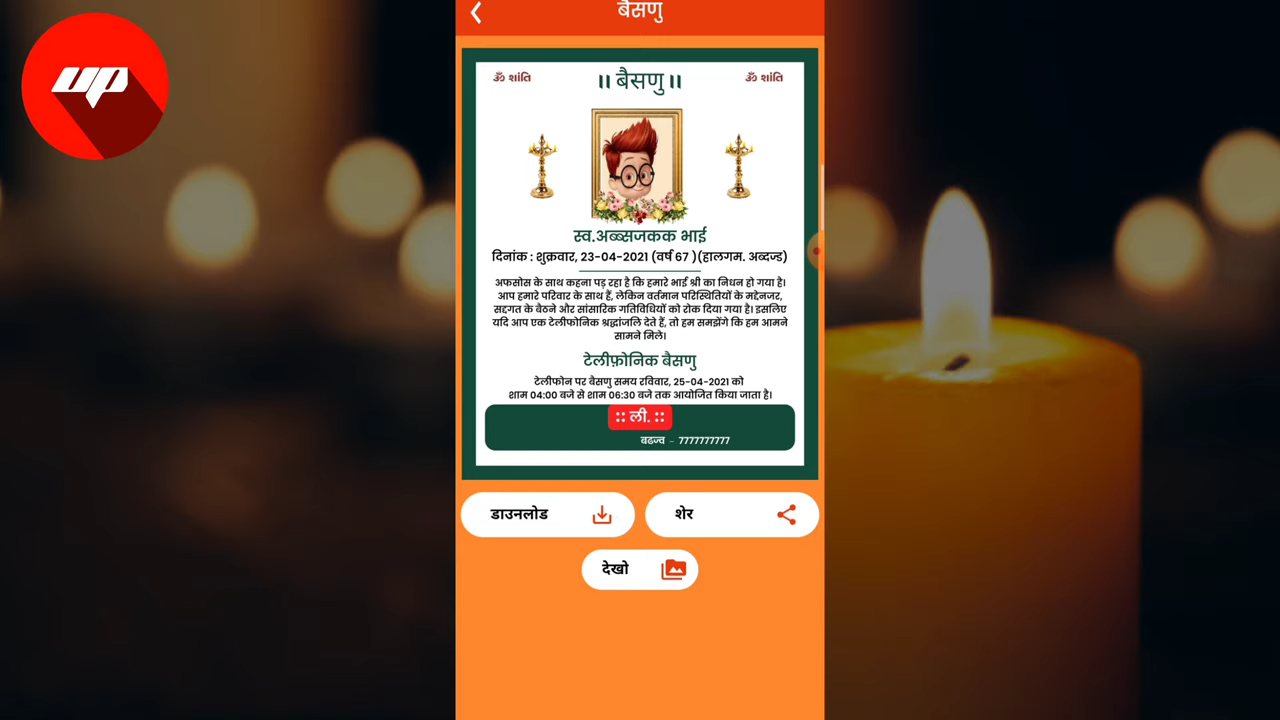 up
बैसणु
ॐ शांति
॥ बैसणु ॥
ॐ शांति
स्व.अब्ब्सजकक भाई
दिनांक : शुक्रवार, 23-04-2021 (वर्ष 67 )(हालगम. अब्दज्ड)
अफसोस के साथ कहना पड़ रहा है कि हमारे भाई श्री का निधन हो गया है।
आप हमारे परिवार के साथ हैं, लेकिन वर्तमान परिस्थितियों के मद्देनजर,
सद्गत के बैठने और सांसारिक गतिविधियों को रोक दिया गया है। इसलिए
यदि आप एक टेलीफोनिक श्रद्धांजलि देते हैं, तो हम समझेंगे कि हम आमने
सामने मिले।
टेलीफ़ोनिक बैसणु
टेलीफोन पर बैसणु समय रविवार, 25-04-2021 को
शाम 04:00 बजे से शाम 06:30 बजे तक आयोजित किया जाता है।
:: ली. ::
बढज्व - 7777777777
डाउनलोड
शेर
देखो